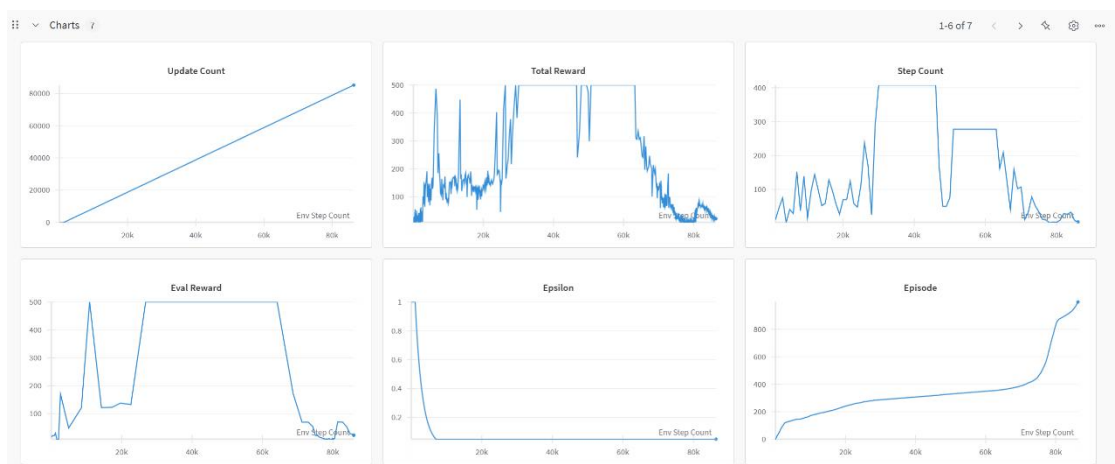 Charts 7
1-6 of 7
Update Count
80000
60000
40000
20000
0
Env Step Count
20k 40k 60k 80k
Total Reward
500
400
300
200
100
Env Step Count
20k 40k 60k 80k
Step Count
400
300
200
100
Env Step Count
20k 40k 60k 80k
Eval Reward
500
400
300
200
100
Env Step Count
20k 40k 60k 80k
Epsilon
1
0.8
0.6
0.4
0.2
Env Step Count
20k 40k 60k 80k
Episode
800
600
400
200
0
Env Step Count
20k 40k 60k 80k